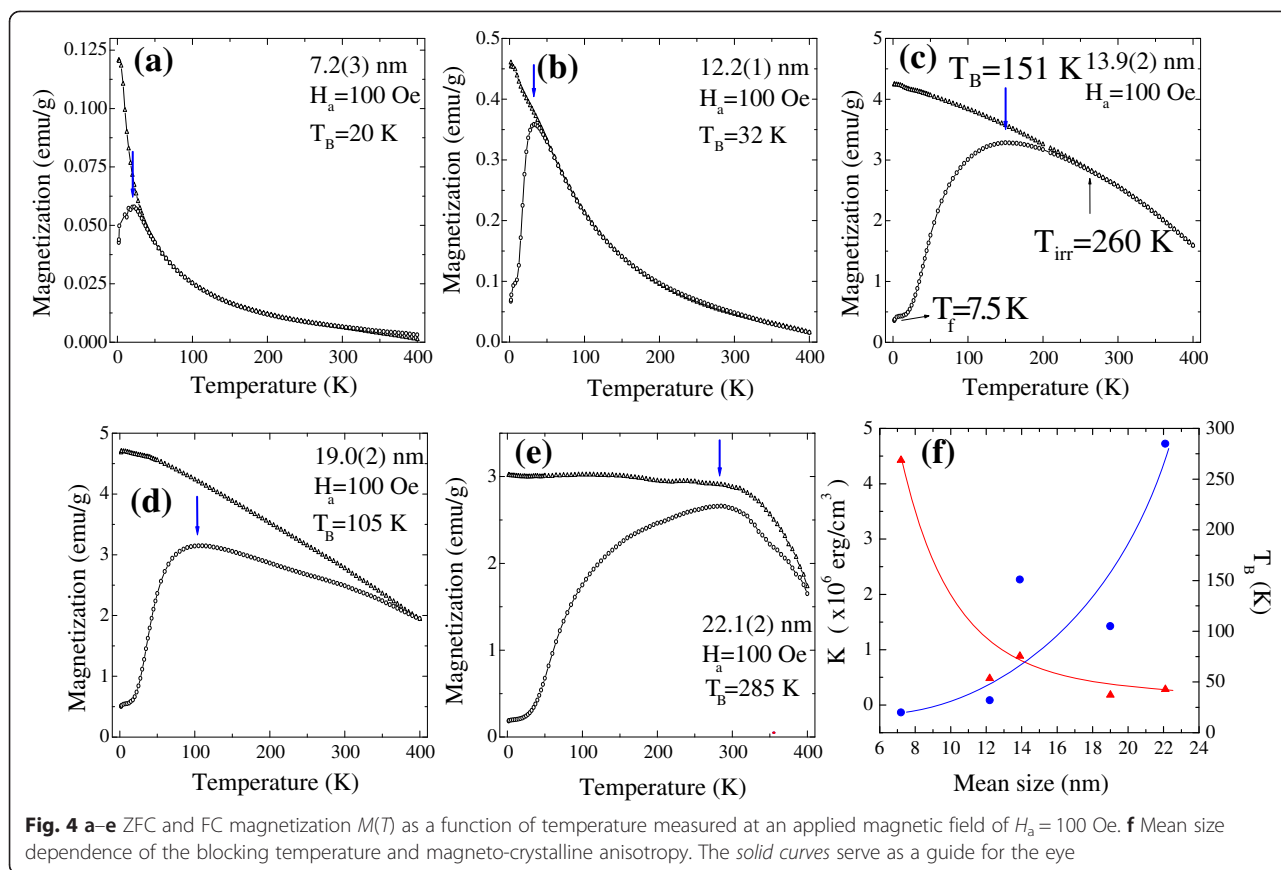 (a)
7.2(3) nm
Hₐ=100 Oe
T_B=20 K
0.125
0.100
0.075
0.050
0.025
0.000
0 100 200 300 400
Magnetization (emu/g)
Temperature (K)
(b)
12.2(1) nm
Hₐ=100 Oe
T_B=32 K
0.5
0.4
0.3
0.2
0.1
0.0
0 100 200 300 400
Magnetization (emu/g)
Temperature (K)
(c)
T_B=151 K
13.9(2) nm
Hₐ=100 Oe
T_irr=260 K
T_f=7.5 K
5
4
3
2
1
0
0 100 200 300 400
Magnetization (emu/g)
Temperature (K)
(d)
19.0(2) nm
Hₐ=100 Oe
T_B=105 K
5
4
3
2
1
0
0 100 200 300 400
Magnetization (emu/g)
Temperature (K)
(e)
22.1(2) nm
Hₐ=100 Oe
T_B=285 K
3
2
1
0
0 100 200 300 400
Magnetization (emu/g)
Temperature (K)
(f)
5
4
3
2
1
0
K ( x10⁶ erg/cm³)
300
250
200
150
100
50
0
T_B (K)
6 8 10 12 14 16 18 20 22 24
Mean size (nm)
Fig. 4 a–e ZFC and FC magnetization M(T) as a function of temperature measured at an applied magnetic field of Hₐ = 100 Oe. f Mean size
dependence of the blocking temperature and magneto-crystalline anisotropy. The solid curves serve as a guide for the eye